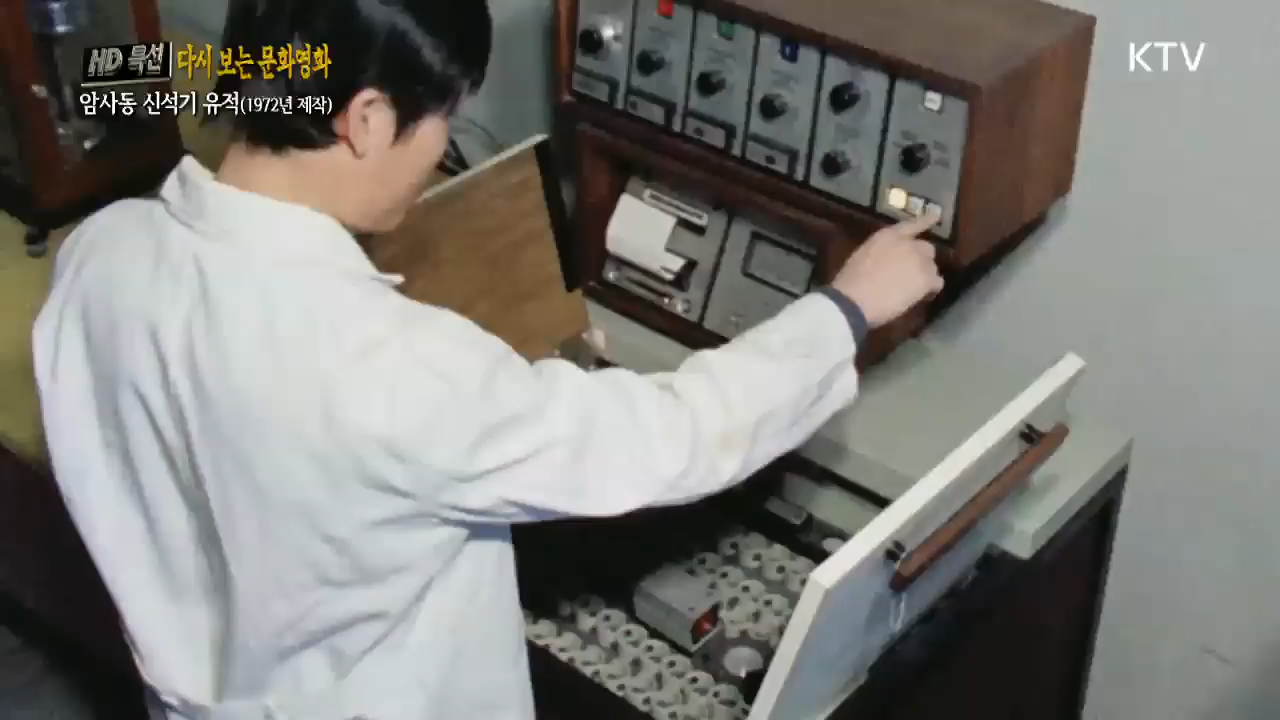 HD 특선 다시 보는 문화영화
KTV
암사동 신석기 유적(1972년 제작)